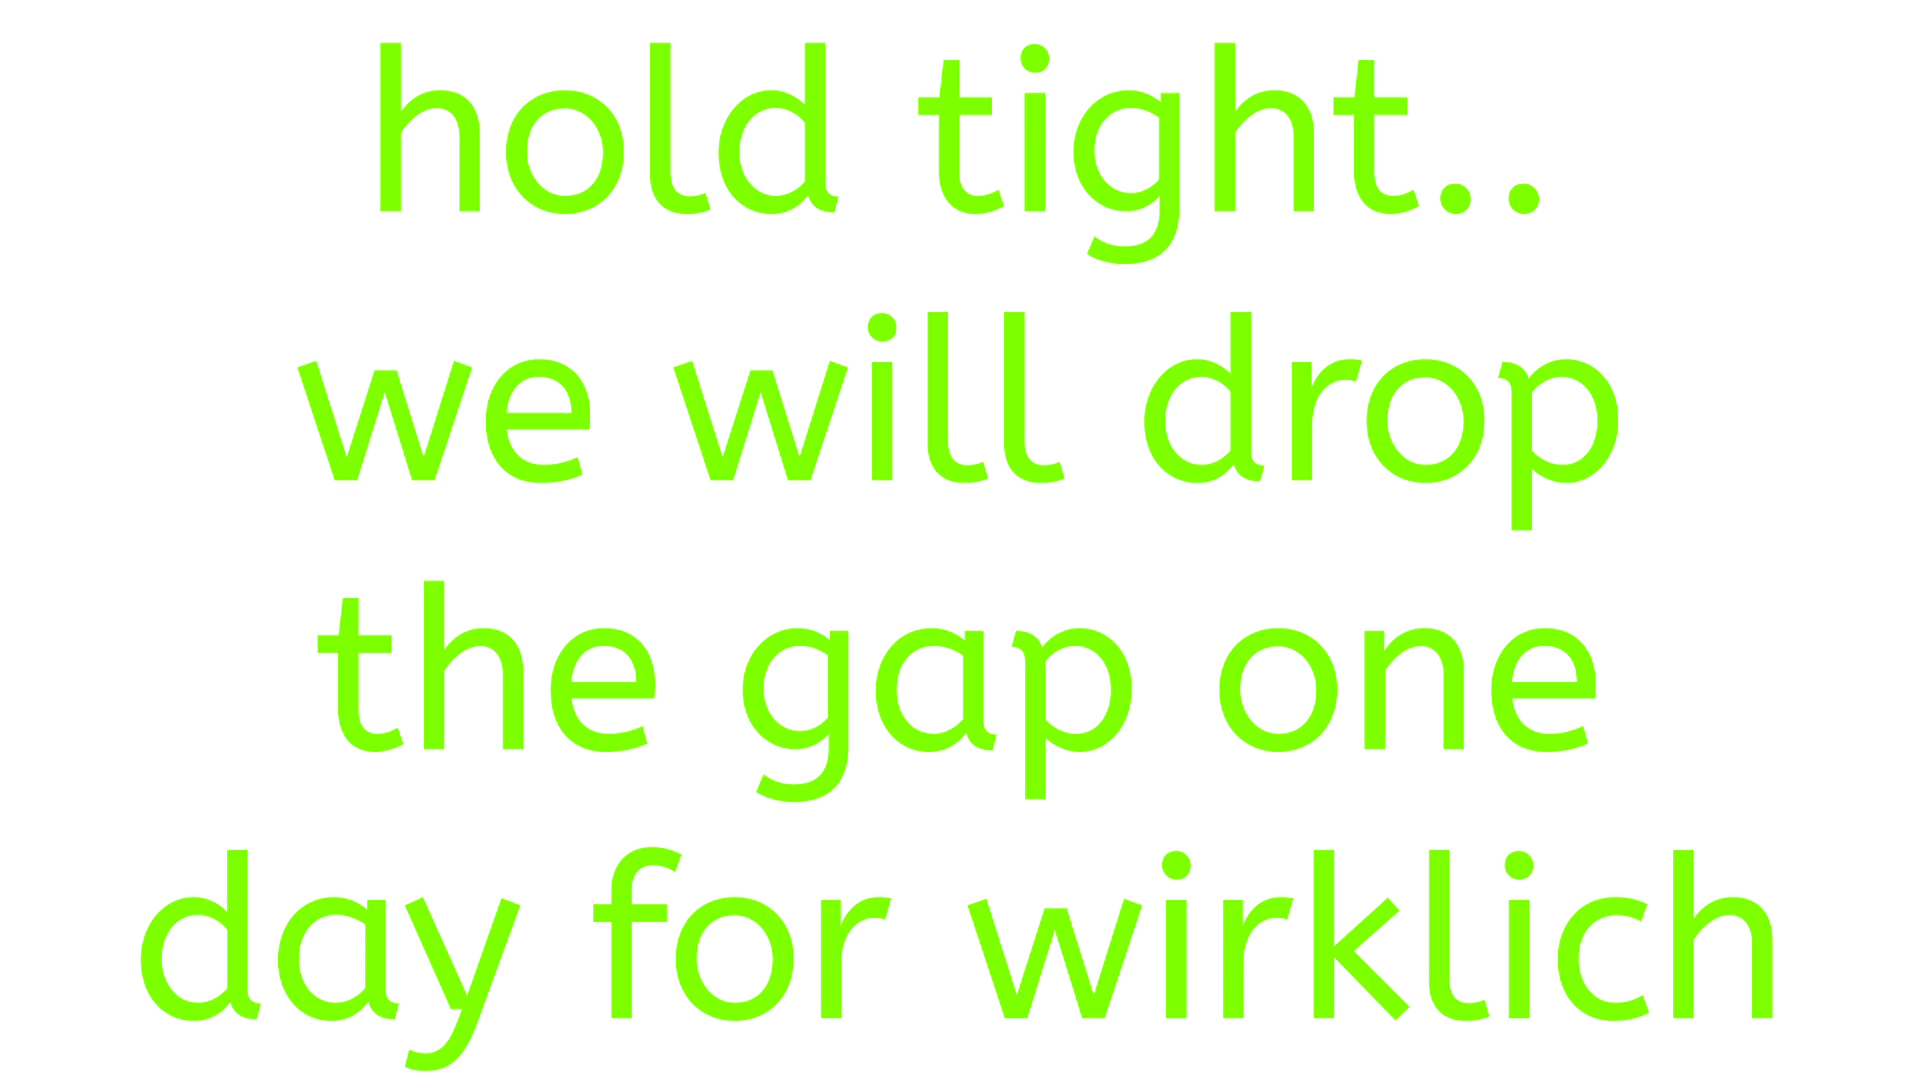 hold tight..
we will drop
the gap one
day for wirklich